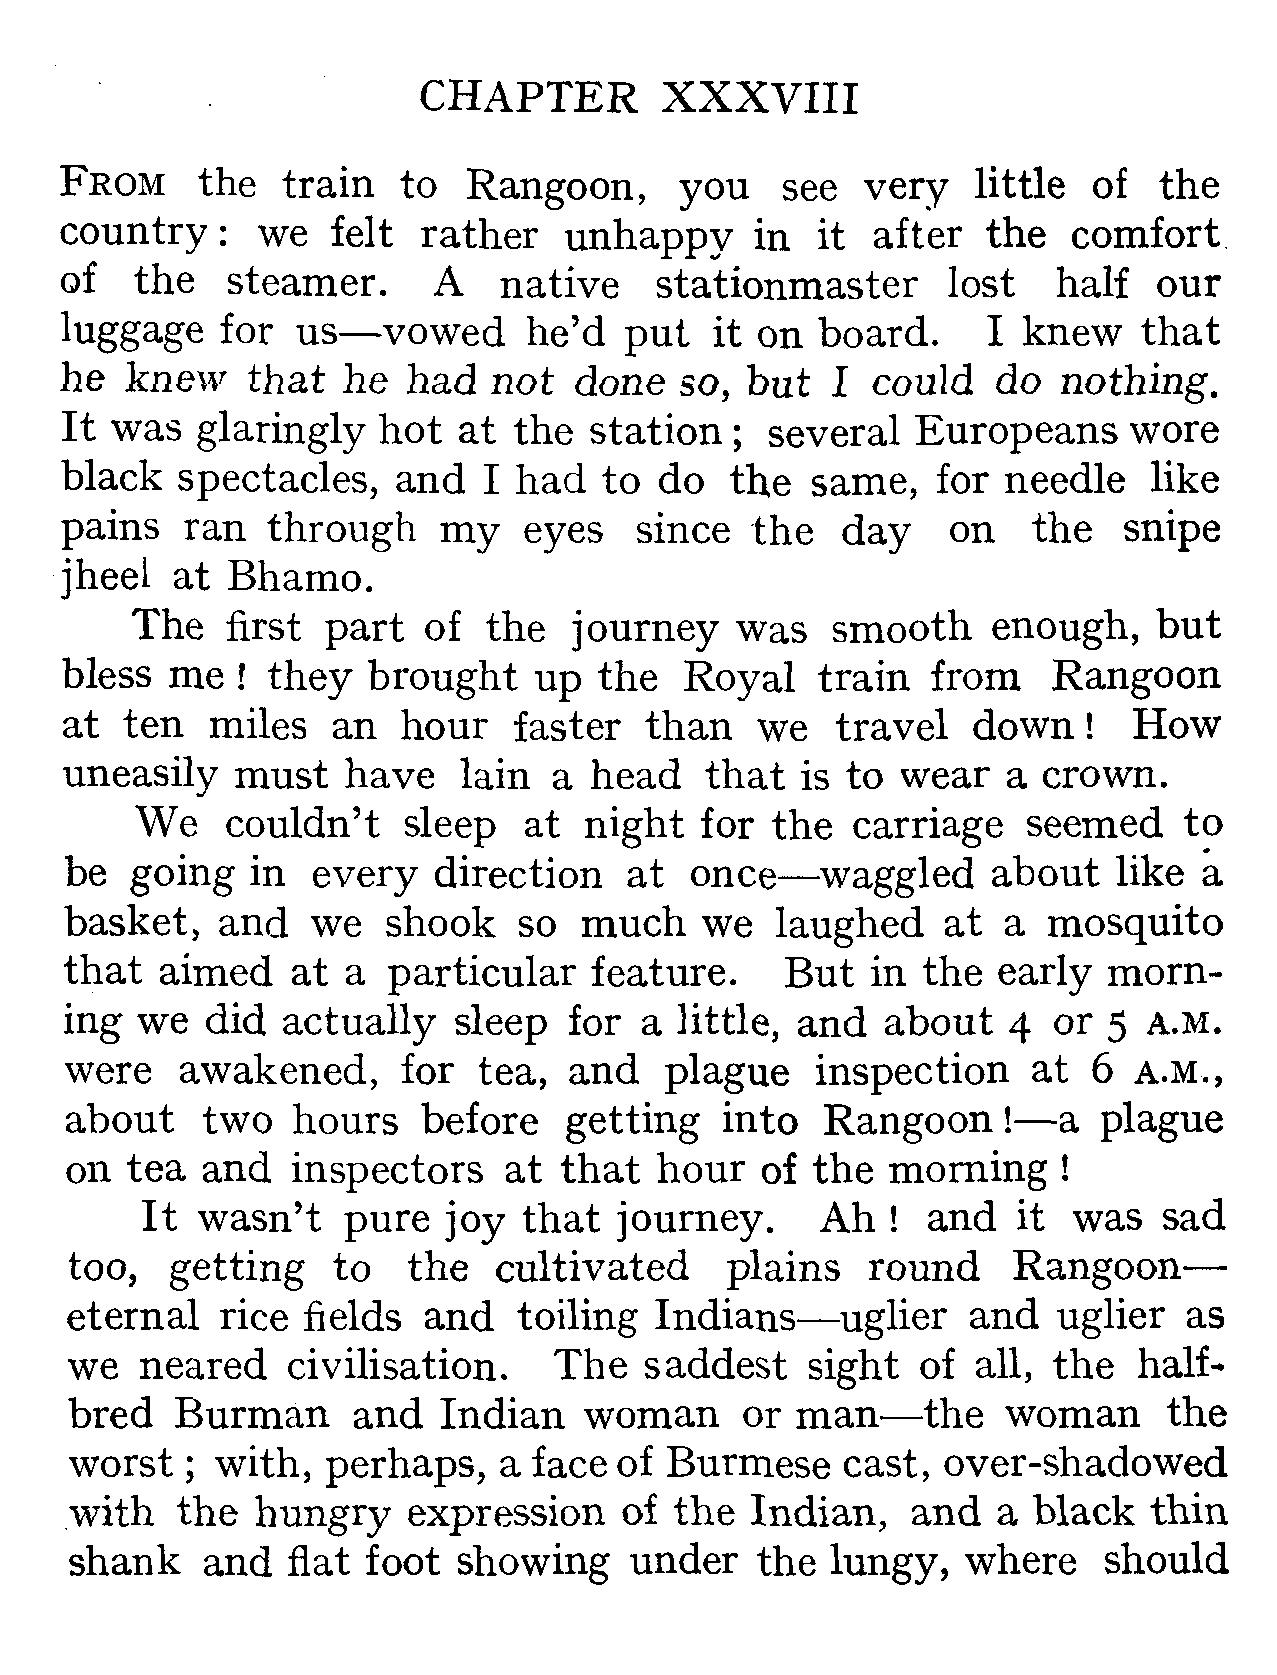 CHAPTER XXXVIII
FROM the train to Rangoon, you see very little of the
country : we felt rather unhappy in it after the comfort
of the steamer. A native stationmaster lost half our
luggage for us—vowed he'd put it on board. I knew that
he knew that he had not done so, but I could do nothing.
It was glaringly hot at the station ; several Europeans wore
black spectacles, and I had to do the same, for needle like
pains ran through my eyes since the day on the snipe
jheel at Bhamo.
The first part of the journey was smooth enough, but
bless me ! they brought up the Royal train from Rangoon
at ten miles an hour faster than we travel down ! How
uneasily must have lain a head that is to wear a crown.
We couldn't sleep at night for the carriage seemed to
be going in every direction at once—waggled about like a
basket, and we shook so much we laughed at a mosquito
that aimed at a particular feature. But in the early morn-
ing we did actually sleep for a little, and about 4 or 5 A.M.
were awakened, for tea, and plague inspection at 6 A.M.,
about two hours before getting into Rangoon !—a plague
on tea and inspectors at that hour of the morning !
It wasn't pure joy that journey. Ah ! and it was sad
too, getting to the cultivated plains round Rangoon—
eternal rice fields and toiling Indians—uglier and uglier as
we neared civilisation. The saddest sight of all, the half-
bred Burman and Indian woman or man—the woman the
worst ; with, perhaps, a face of Burmese cast, over-shadowed
with the hungry expression of the Indian, and a black thin
shank and flat foot showing under the lungy, where should